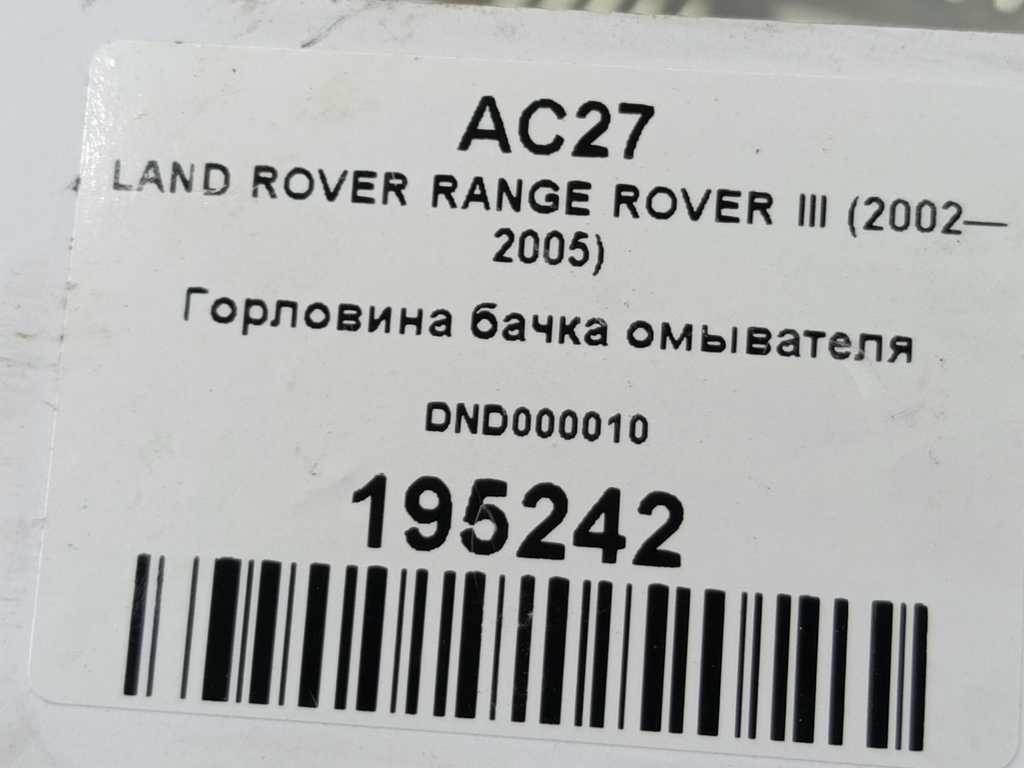 AC27
LAND ROVER RANGE ROVER III (2002—
2005)
Горловина бачка омывателя
DND000010
195242